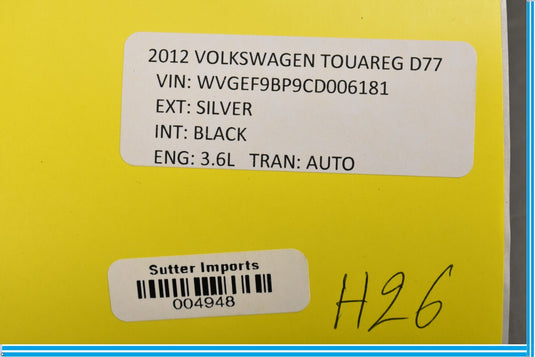 2012 VOLKSWAGEN TOUAREG D77
VIN: WVGEF9BP9CD006181
EXT: SILVER
INT: BLACK
ENG: 3.6L TRAN: AUTO
Sutter Imports
004948
H26